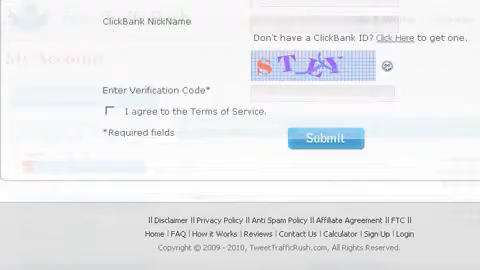 My Account
ClickBank NickName
Don't have a ClickBank ID? Click Here to get one.
Enter Verification Code*
I agree to the Terms of Service.
*Required fields
Submit
|| Disclaimer || Privacy Policy || Anti Spam Policy || Affiliate Agreement || FTC ||
Home | FAQ | How it Works | Reviews | Contact Us | Calculator | Sign Up | Login
Copyright © 2009 - 2010, TweetTrafficRush.com, All Rights Reserved.